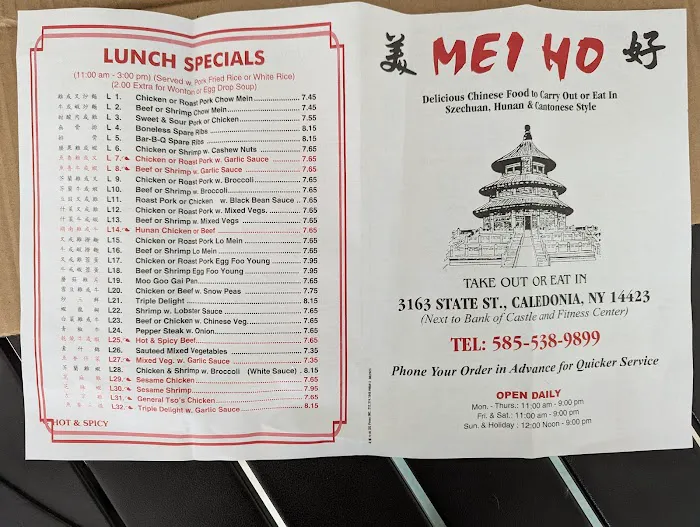 LUNCH SPECIALS
(11:00 am - 3:00 pm) (Served w. Pork Fried Rice or White Rice)
(2.00 Extra for Wonton or Egg Drop Soup)
L 1. Chicken or Roast Pork Chow Mein 7.45
L 2. Beef or Shrimp Chow Mein 7.45
L 3. Sweet & Sour Pork or Chicken 7.55
L 4. Boneless Spare Ribs 8.15
L 5. Bar-B-Q Spare Ribs 8.15
L 6. Chicken or Shrimp w. Cashew Nuts 7.65
L 7. Chicken or Roast Pork w. Garlic Sauce 7.65
L 8. Beef or Shrimp w. Garlic Sauce 7.65
L 9. Chicken or Roast Pork w. Broccoli 7.65
L10. Beef or Shrimp w. Broccoli 7.65
L11. Roast Pork or Chicken w. Black Bean Sauce 7.65
L12. Chicken or Roast Pork w. Mixed Vegs. 7.65
L13. Beef or Shrimp w. Mixed Vegs 7.65
L14. Hunan Chicken or Beef 7.65
L15. Chicken or Roast Pork Lo Mein 7.65
L16. Beef or Shrimp Lo Mein 7.65
L17. Chicken or Roast Pork Egg Foo Young 7.95
L18. Beef or Shrimp Egg Foo Young 7.95
L19. Moo Goo Gai Pan 7.65
L20. Chicken or Beef w. Snow Peas 7.75
L21. Triple Delight 8.15
L22. Shrimp w. Lobster Sauce 7.65
L23. Beef or Chicken w. Chinese Veg. 7.65
L24. Pepper Steak w. Onion 7.65
L25. Hot & Spicy Beef 7.65
L26. Sauteed Mixed Vegetables 7.35
L27. Mixed Veg. w. Garlic Sauce 7.35
L28. Chicken & Shrimp w. Broccoli (White Sauce) 8.15
L29. Sesame Chicken 7.65
L30. Sesame Shrimp 7.95
L31. General Tso's Chicken 7.65
L32. Triple Delight w. Garlic Sauce 8.15
HOT & SPICY
美 MEI HO 好
Delicious Chinese Food to Carry Out or Eat In
Szechuan, Hunan & Cantonese Style
TAKE OUT OR EAT IN
3163 STATE ST., CALEDONIA, NY 14423
(Next to Bank of Castle and Fitness Center)
TEL: 585-538-9899
Phone Your Order in Advance for Quicker Service
OPEN DAILY
Mon. - Thurs.: 11:00 am - 9:00 pm
Fri. & Sat.: 11:00 am - 9:00 pm
Sun. & Holiday : 12:00 Noon - 9:00 pm